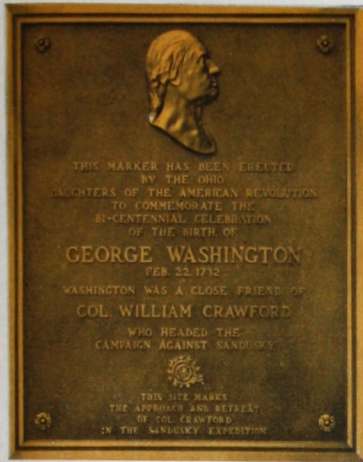 THIS MARKER HAS BEEN ERECTED
BY THE OHIO
DAUGHTERS OF THE AMERICAN REVOLUTION
TO COMMEMORATE THE
BI-CENTENNIAL CELEBRATION
OF THE BIRTH OF
GEORGE WASHINGTON
FEB. 22, 1732
WASHINGTON WAS A CLOSE FRIEND OF
COL. WILLIAM CRAWFORD
WHO HEADED THE
CAMPAIGN AGAINST SANDUSKY
THIS SITE MARKS
THE APPROACH AND RETREAT
OF COL. CRAWFORD
IN THE SANDUSKY EXPEDITION